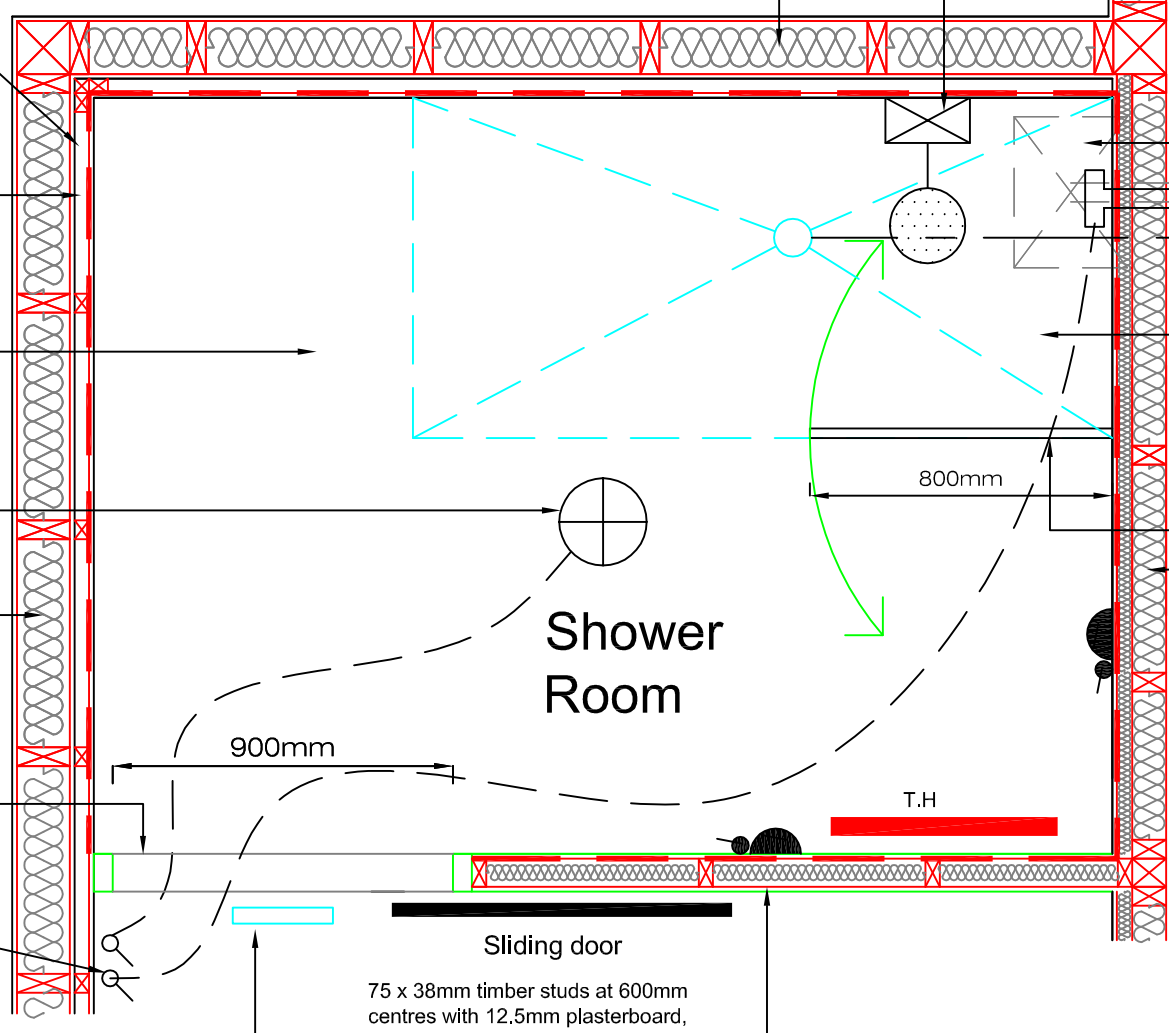 800mm
Shower
Room
900mm
T.H
Sliding door
75 x 38mm timber studs at 600mm
centres with 12.5mm plasterboard,